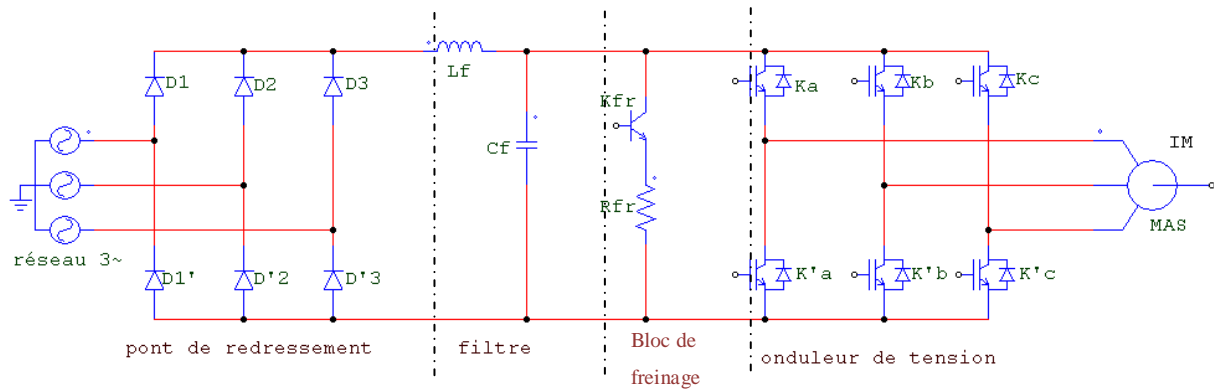 D1
D2
D3
Lf
Cf
Kfr
Rfr
Ka
Kb
Kc
IM
MAS
réseau 3~
D1'
D'2
D'3
K'a
K'b
K'c
pont de redressement
filtre
Bloc de
freinage
onduleur de tension